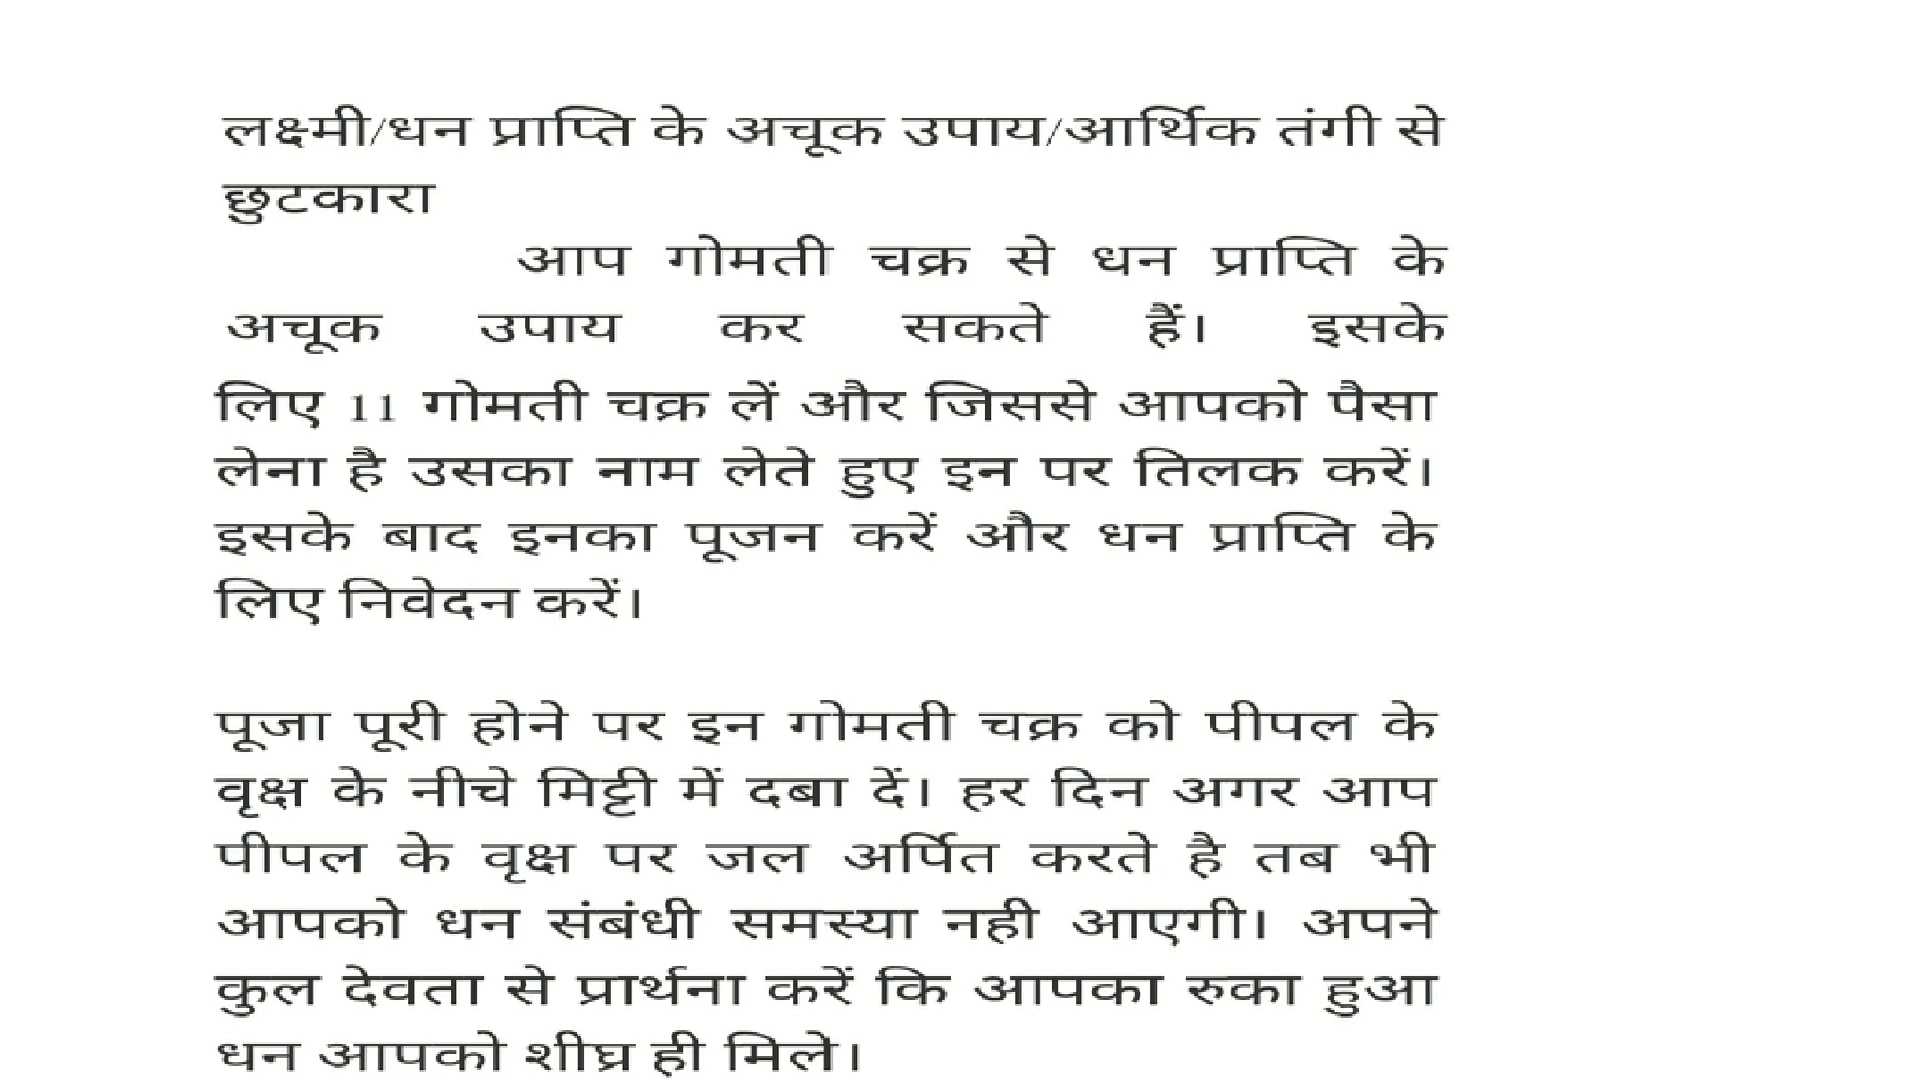 लक्ष्मी/धन प्राप्ति के अचूक उपाय/आर्थिक तंगी से
छुटकारा
आप गोमती चक्र से धन प्राप्ति के
अचूक उपाय कर सकते हैं। इसके
लिए 11 गोमती चक्र लें और जिससे आपको पैसा
लेना है उसका नाम लेते हुए इन पर तिलक करें।
इसके बाद इनका पूजन करें और धन प्राप्ति के
लिए निवेदन करें।
पूजा पूरी होने पर इन गोमती चक्र को पीपल के
वृक्ष के नीचे मिट्टी में दबा दें। हर दिन अगर आप
पीपल के वृक्ष पर जल अर्पित करते है तब भी
आपको धन संबंधी समस्या नही आएगी। अपने
कुल देवता से प्रार्थना करें कि आपका रुका हुआ
धन आपको शीघ्र ही मिले।